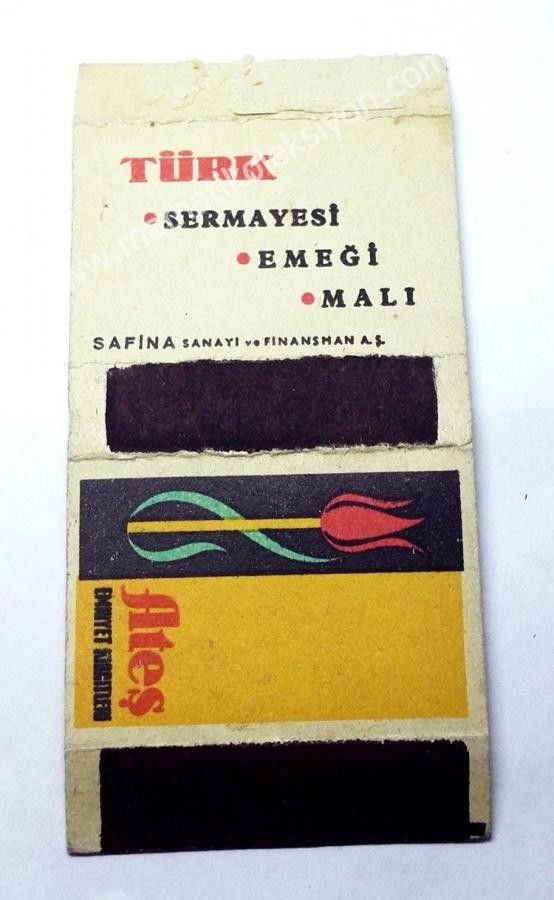 TÜRK
• SERMAYESİ
• EMEĞİ
• MALI
SAFİNA SANAYİ ve FİNANSMAN A.Ş.
Ateş
EMNİYET KİBRİTLERİ